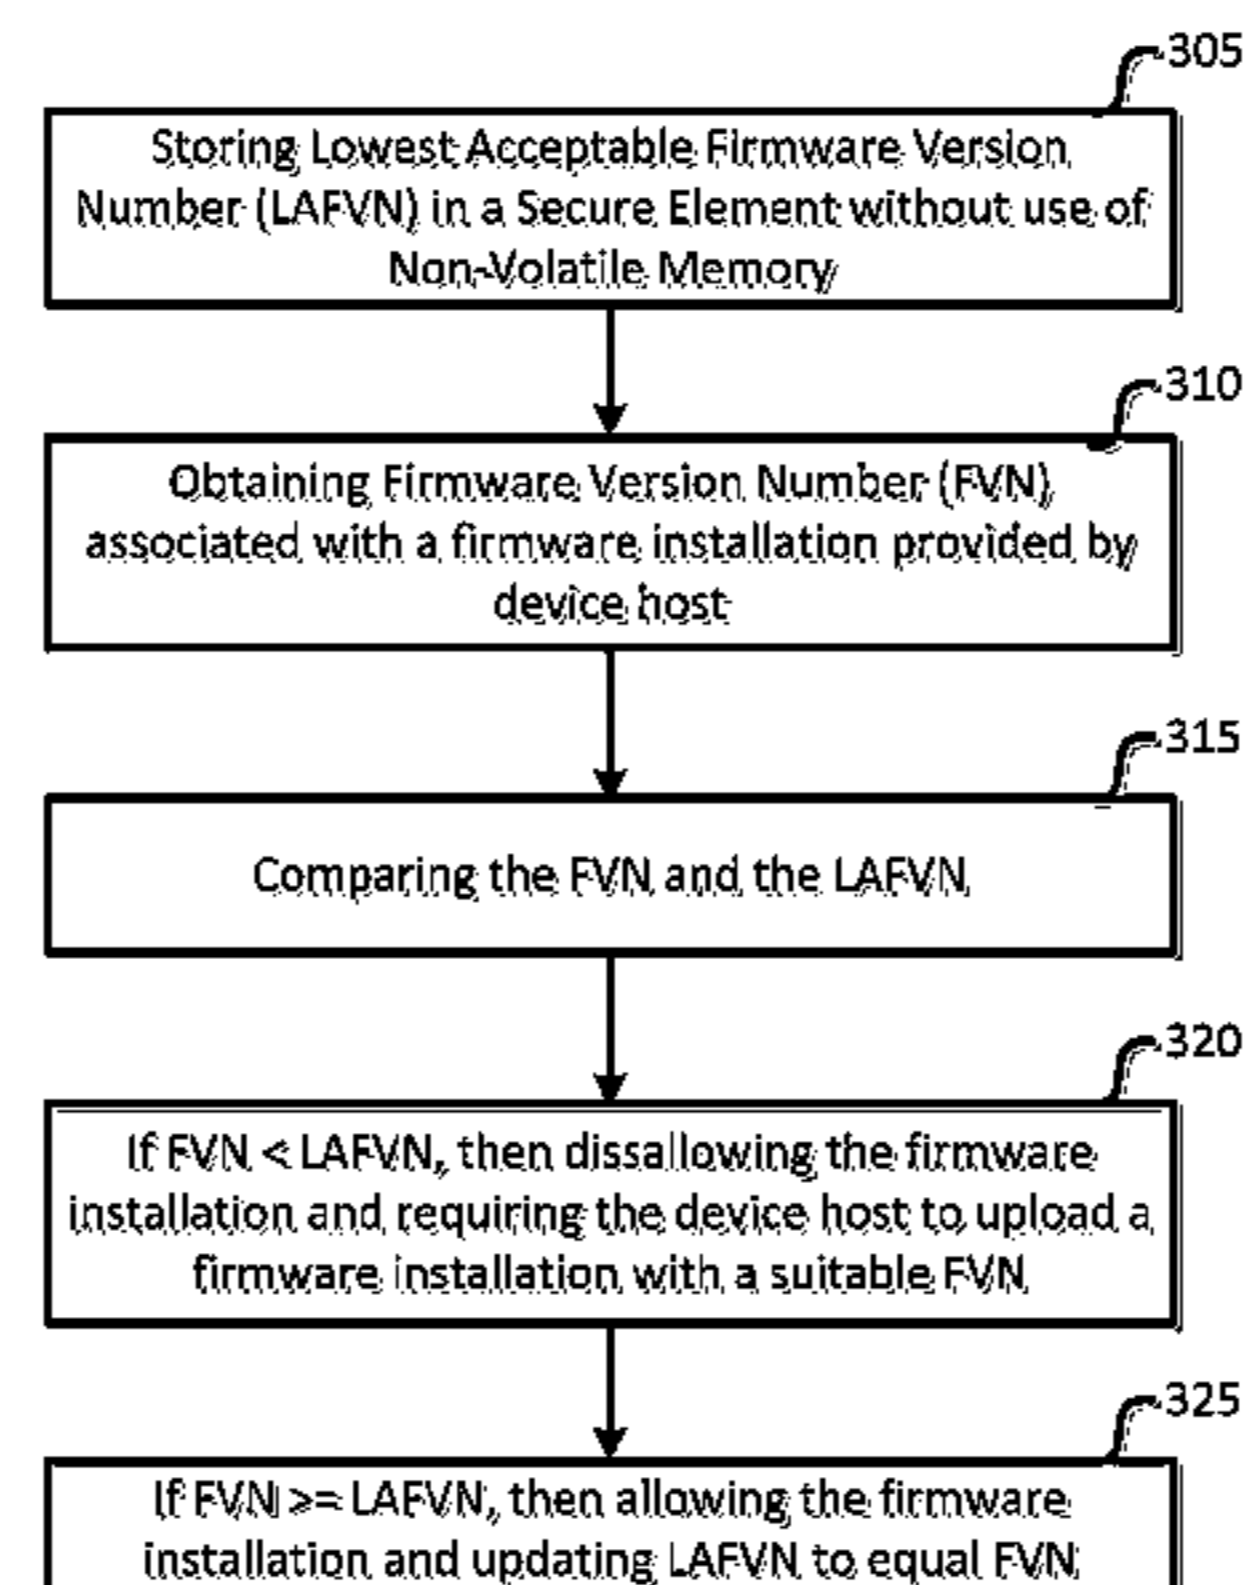 305
Storing Lowest Acceptable Firmware Version
Number (LAFVN) in a Secure Element without use of
Non-Volatile Memory
310
Obtaining Firmware Version Number (FVN)
associated with a firmware installation provided by
device host
315
Comparing the FVN and the LAFVN
320
If FVN < LAFVN, then dissallowing the firmware
installation and requiring the device host to upload a
firmware installation with a suitable FVN
325
If FVN >= LAFVN, then allowing the firmware
installation and updating LAFVN to equal FVN